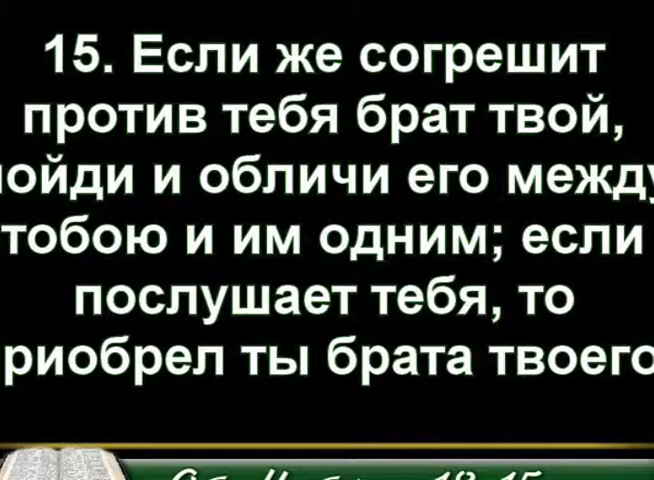 15. Если же согрешит
против тебя брат твой,
ойди и обличи его между
тобою и им одним; если
послушает тебя, то
риобрел ты брата твоего